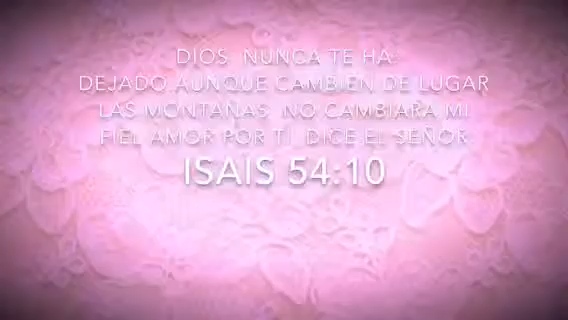 DIOS NUNCA TE HA
DEJADO AUNQUE CAMBIEN DE LUGAR
LAS MONTAÑAS, NO CAMBIARA MI
FIEL AMOR POR TI, DICE EL SEÑOR
ISAIS 54:10